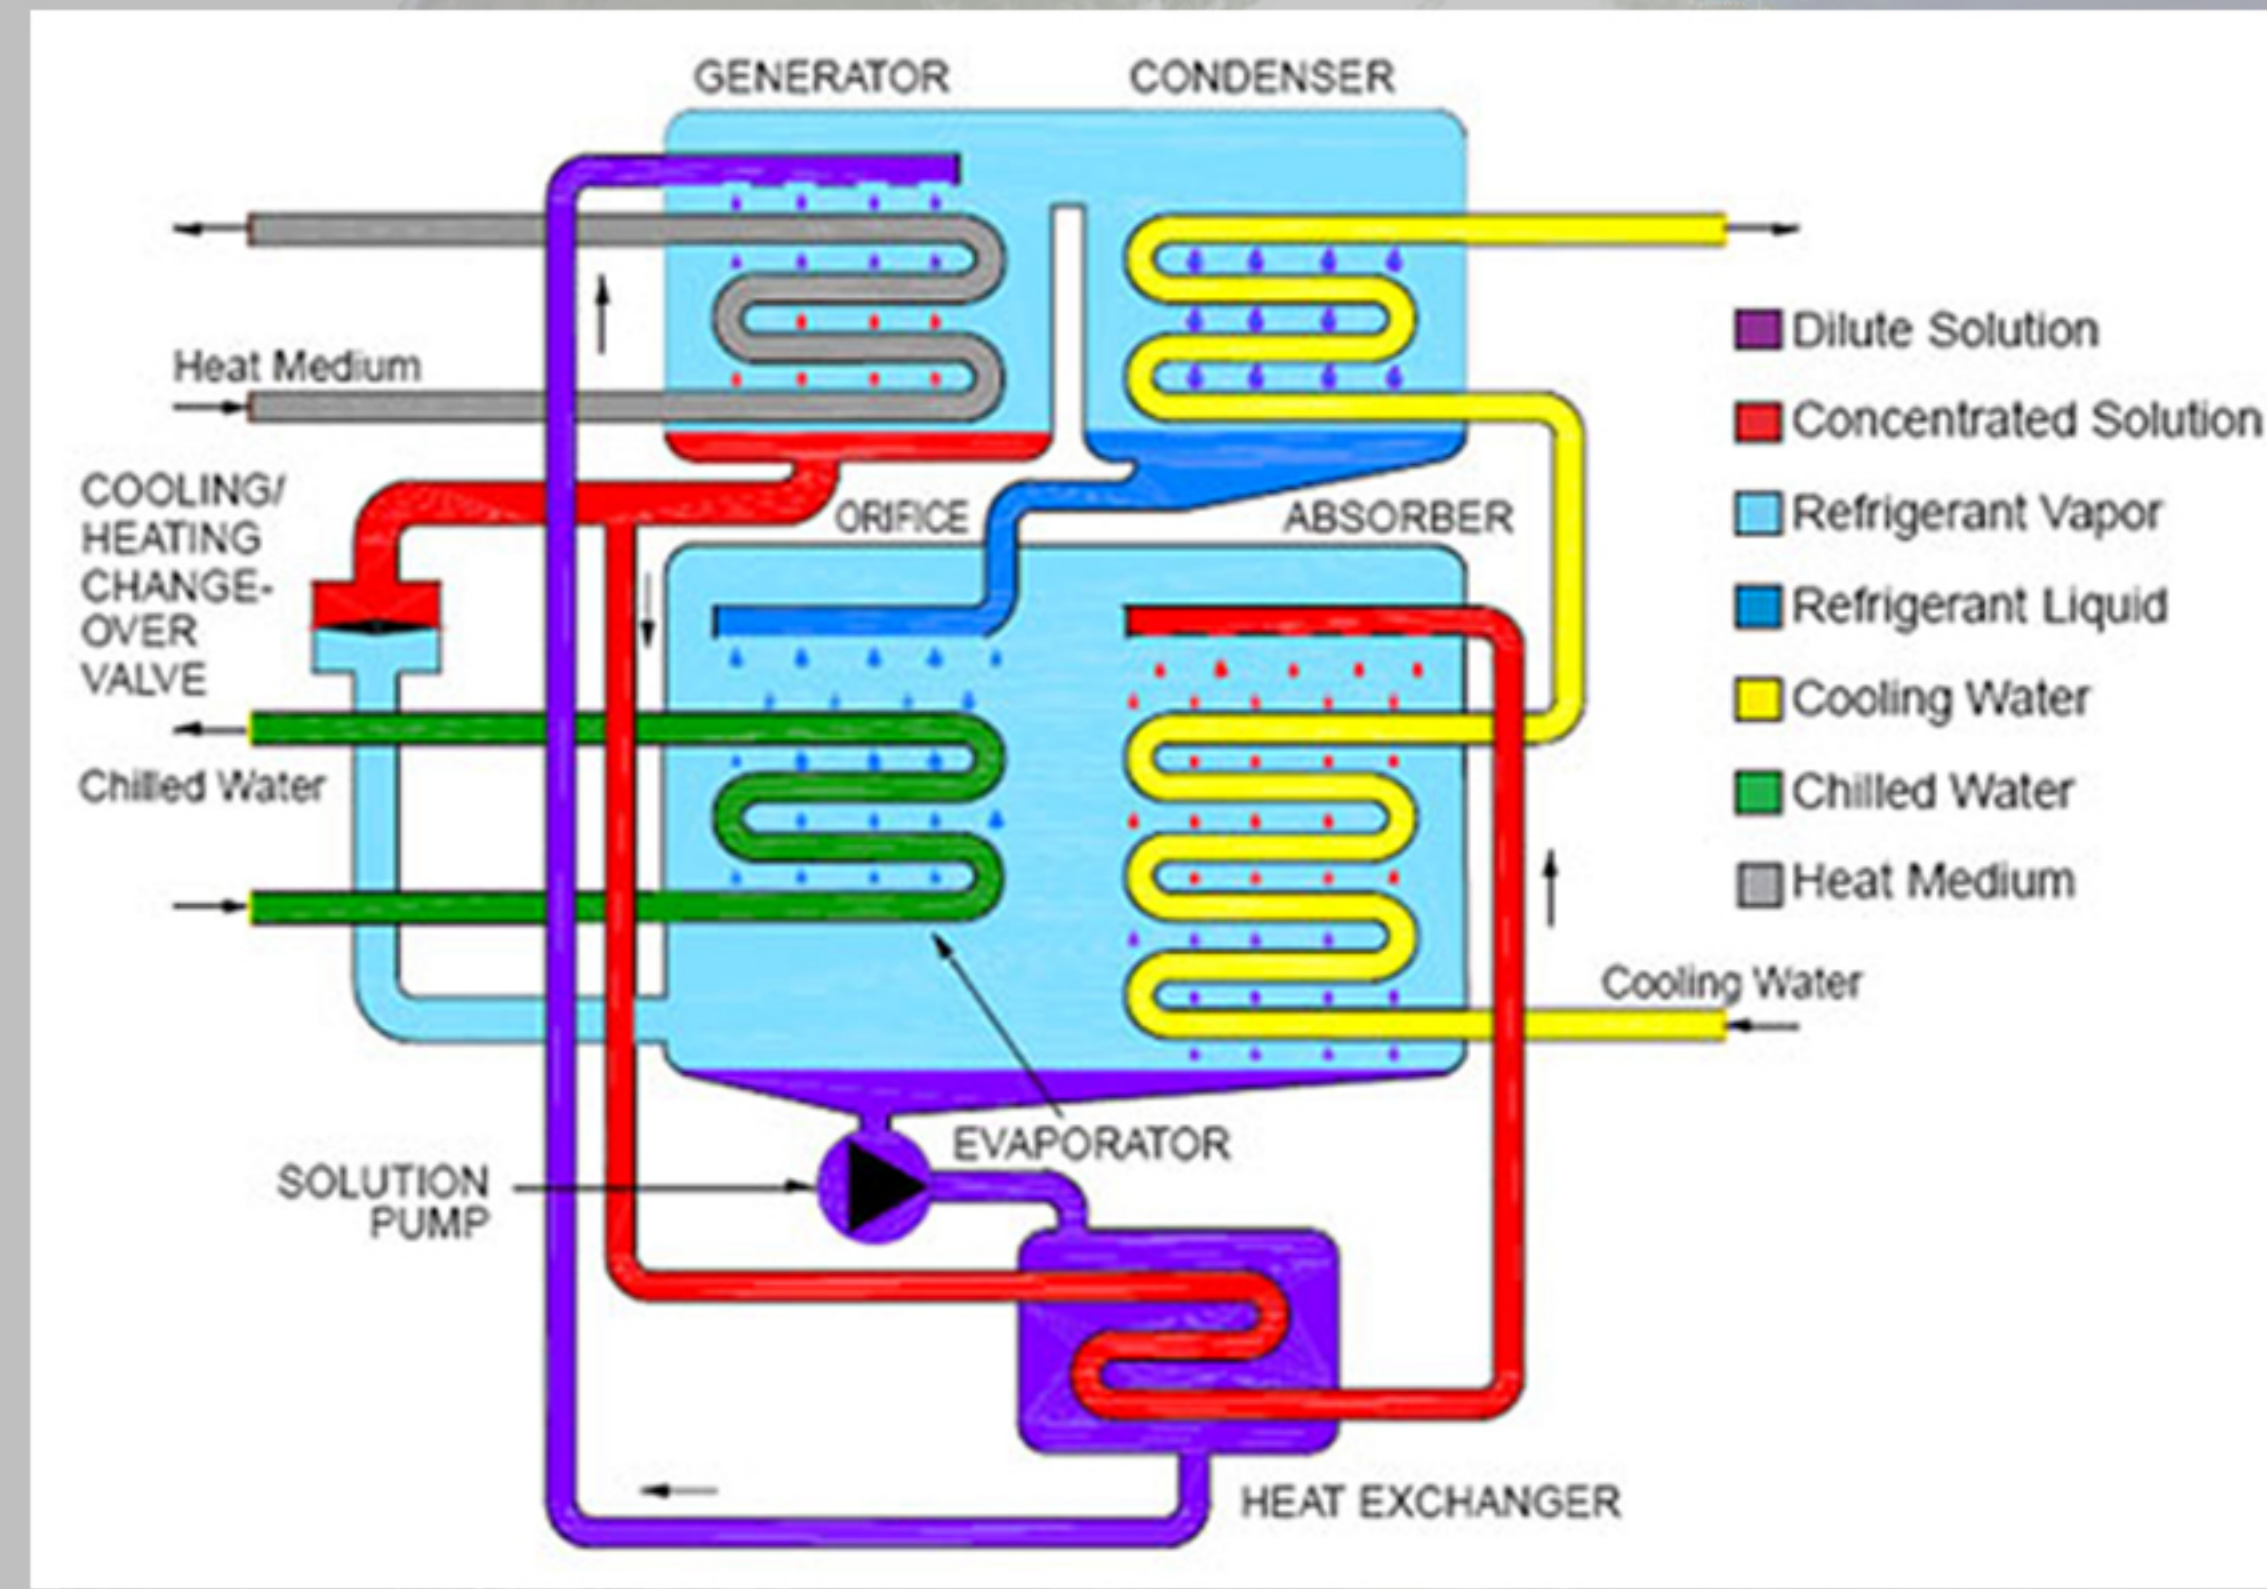 GENERATOR
CONDENSER
Heat Medium
COOLING/
HEATING
CHANGE-
OVER
VALVE
ORIFICE
ABSORBER
Chilled Water
Dilute Solution
Concentrated Solution
Refrigerant Vapor
Refrigerant Liquid
Cooling Water
Chilled Water
Heat Medium
Cooling Water
EVAPORATOR
SOLUTION
PUMP
HEAT EXCHANGER